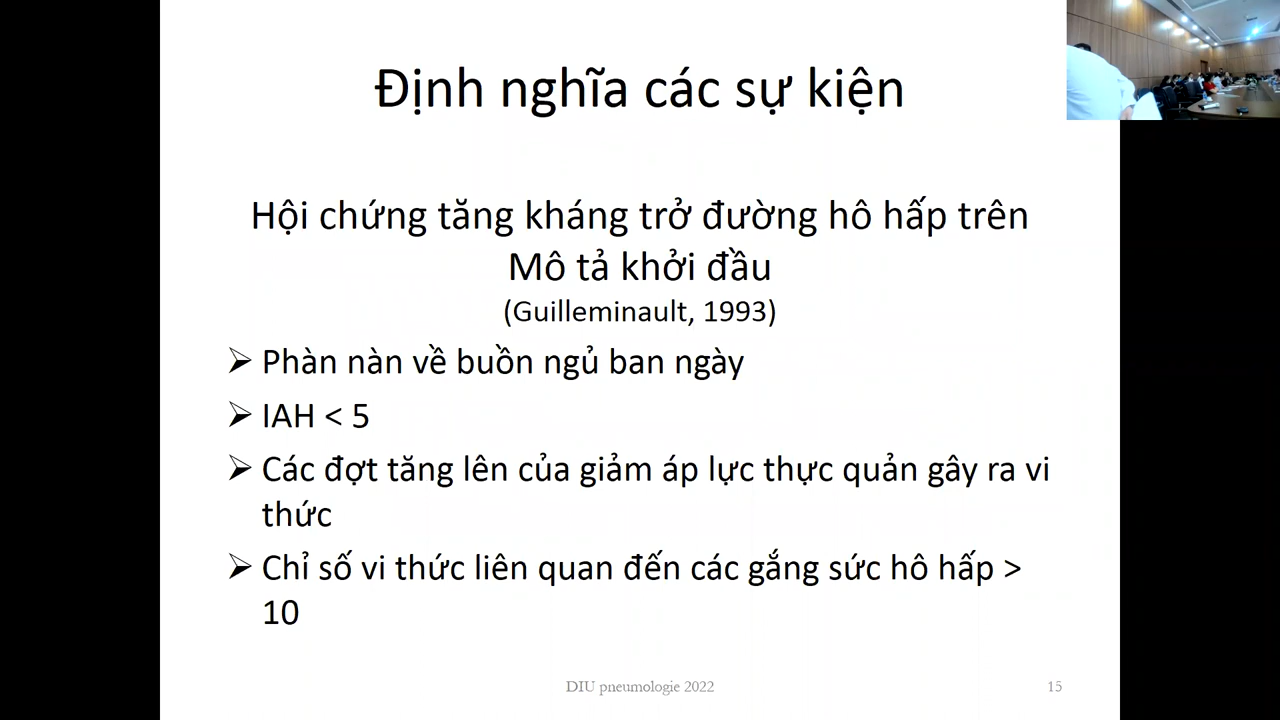 Định nghĩa các sự kiện
Hội chứng tăng kháng trở đường hô hấp trên
Mô tả khởi đầu
(Guilleminault, 1993)
➢ Phàn nàn về buồn ngủ ban ngày
➢ IAH < 5
➢ Các đợt tăng lên của giảm áp lực thực quản gây ra vi
thức
➢ Chỉ số vi thức liên quan đến các gắng sức hô hấp >
10
DIU pneumologie 2022
15